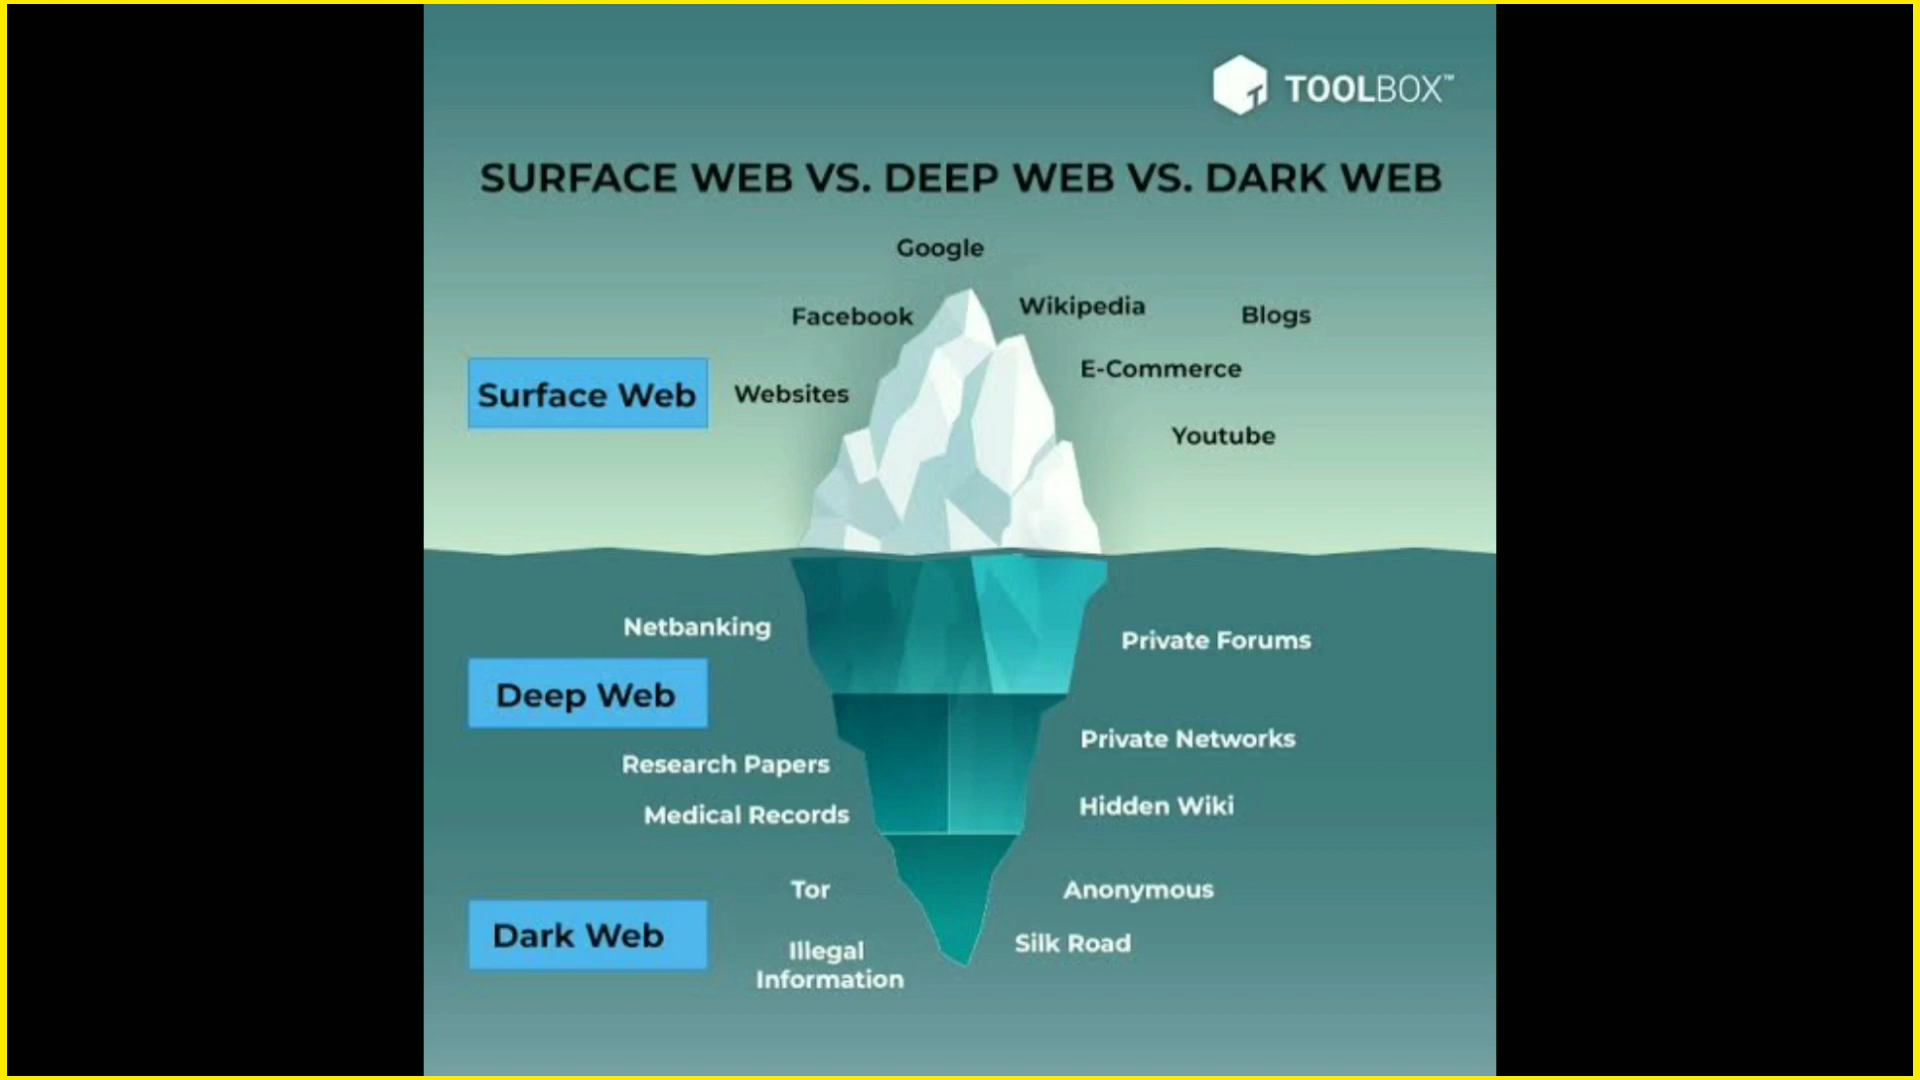 TOOLBOX™
SURFACE WEB VS. DEEP WEB VS. DARK WEB
Google
Facebook
Wikipedia
Blogs
E-Commerce
Surface Web
Websites
Youtube
Netbanking
Private Forums
Deep Web
Private Networks
Research Papers
Hidden Wiki
Medical Records
Tor
Anonymous
Dark Web
Silk Road
Illegal
Information